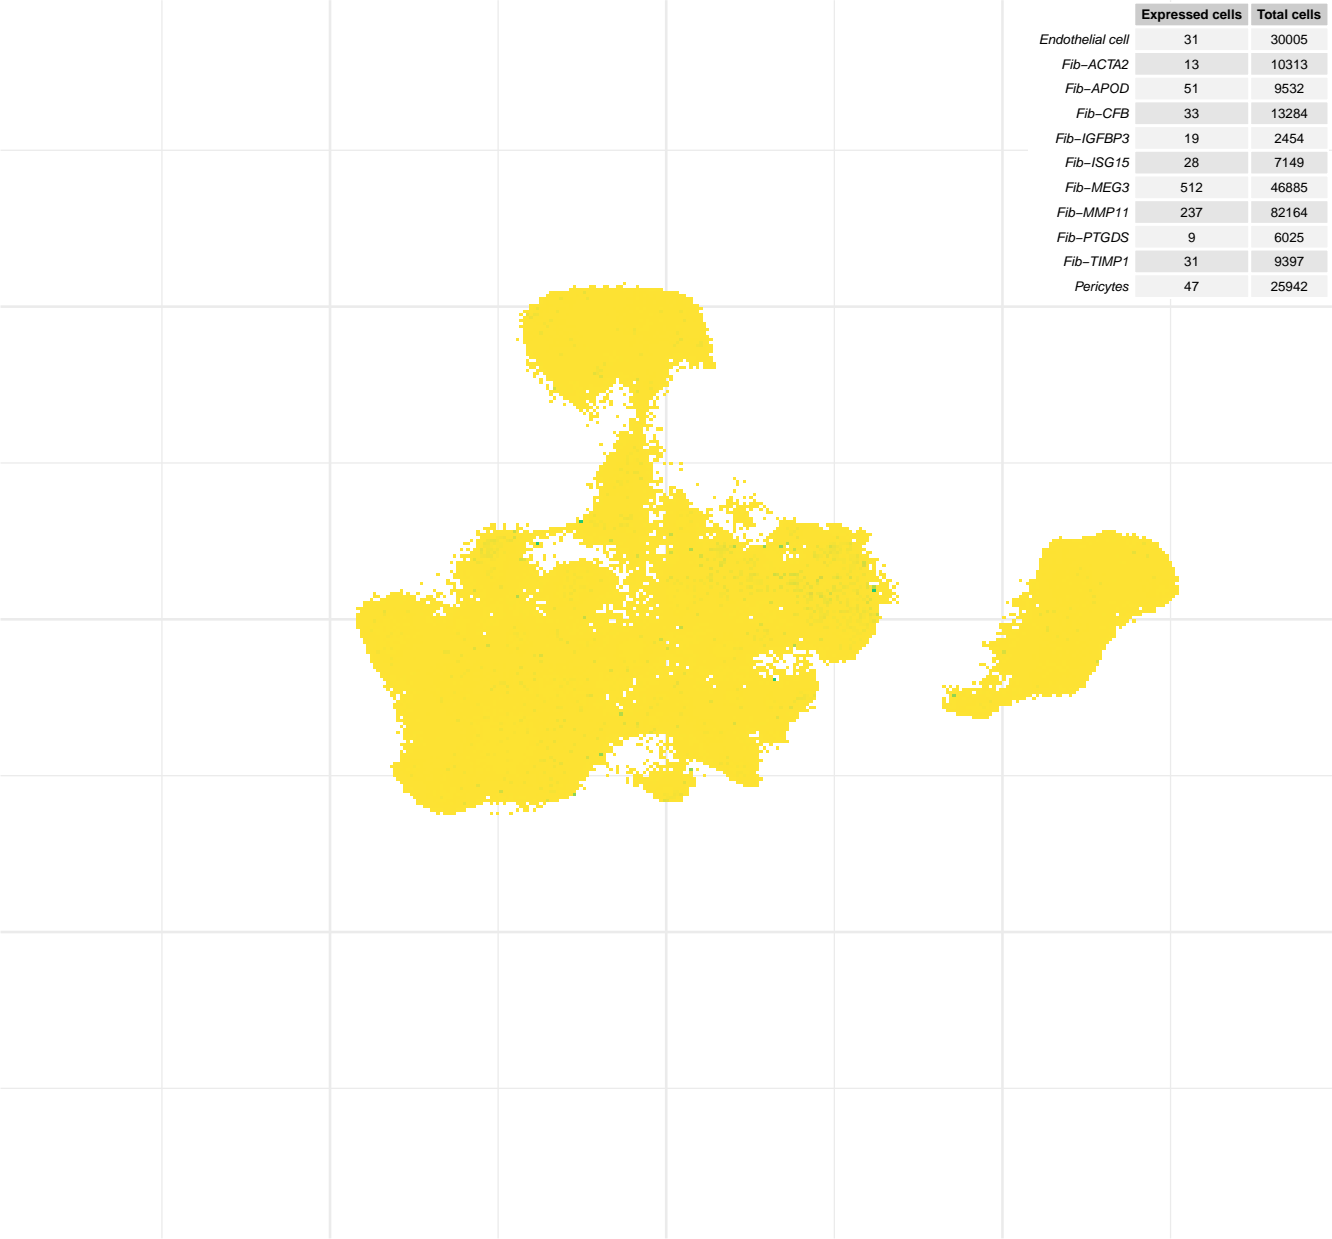 Expressed cells Total cells
Endothelial cell 31 30005
Fib−ACTA2 13 10313
Fib−APOD 51 9532
Fib−CFB 33 13284
Fib−IGFBP3 19 2454
Fib−ISG15 28 7149
Fib−MEG3 512 46885
Fib−MMP11 237 82164
Fib−PTGDS 9 6025
Fib−TIMP1 31 9397
Pericytes 47 25942